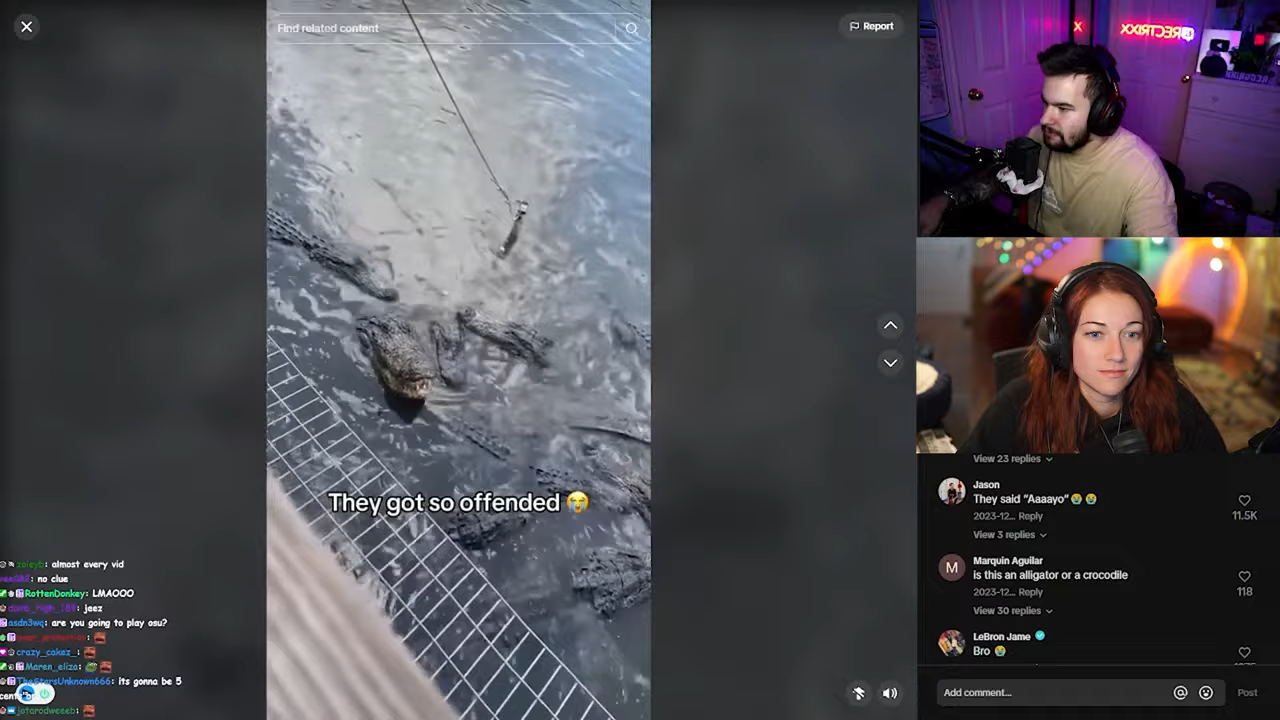 Find related content
Report
They got so offended 😭
zoleyb: almost every vid
no clue
RottenDonkey: LMAOOO
jeez
asdn3wq: are you going to play osu?
crazy_cakez_:
Maren_eliza:
TheStarsUnknown666: its gonna be 5
jotarodweeeb:
View 23 replies
Jason
They said “Aaaayo”😭😭
2023-12... Reply
11.5K
View 3 replies
M
Marquin Aguilar
is this an alligator or a crocodile
2023-12... Reply
118
View 30 replies
LeBron Jame
Bro 😭
Add comment...
Post